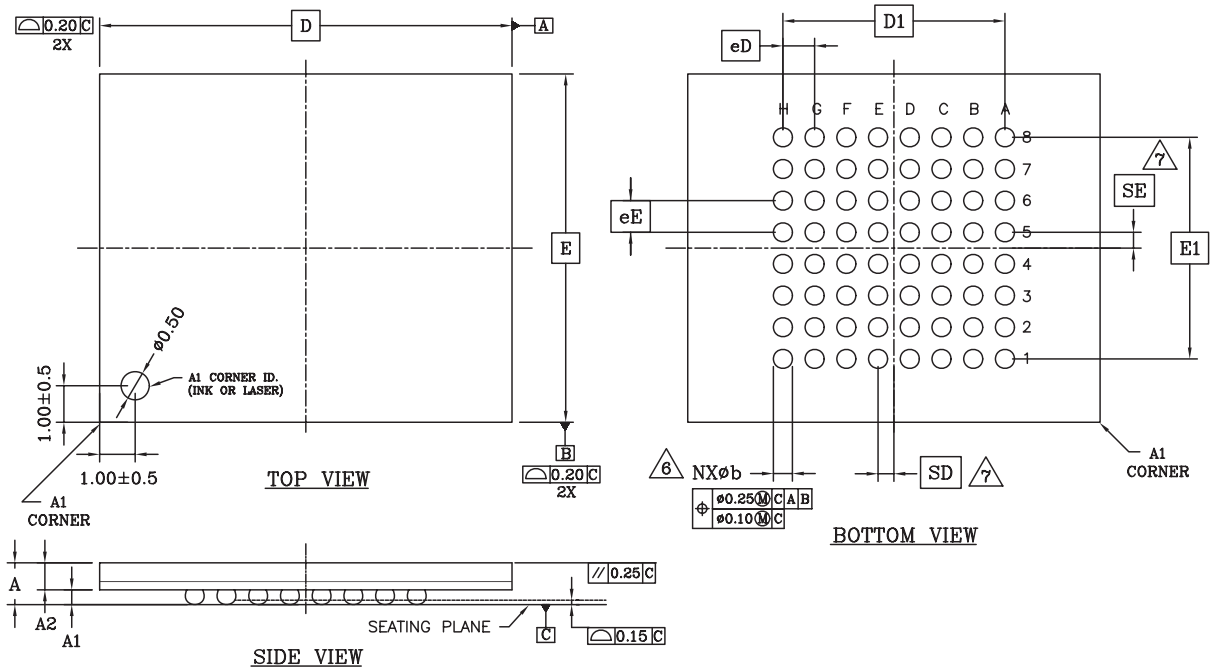 ⌓ 0.20 C
2X
D
A
E
ø0.50
A1 CORNER ID.
(INK OR LASER)
1.00±0.5
1.00±0.5
A1
CORNER
TOP VIEW
B
⌓ 0.20 C
2X
D1
eD
H G F E D C B A
8
7
6
5
4
3
2
1
7
SE
eE
E1
6 NXøb
⌖ ø0.25 Ⓜ C A B
ø0.10 Ⓜ C
SD 7
A1
CORNER
BOTTOM VIEW
A
A2
A1
// 0.25 C
SEATING PLANE
C
⌓ 0.15 C
SIDE VIEW